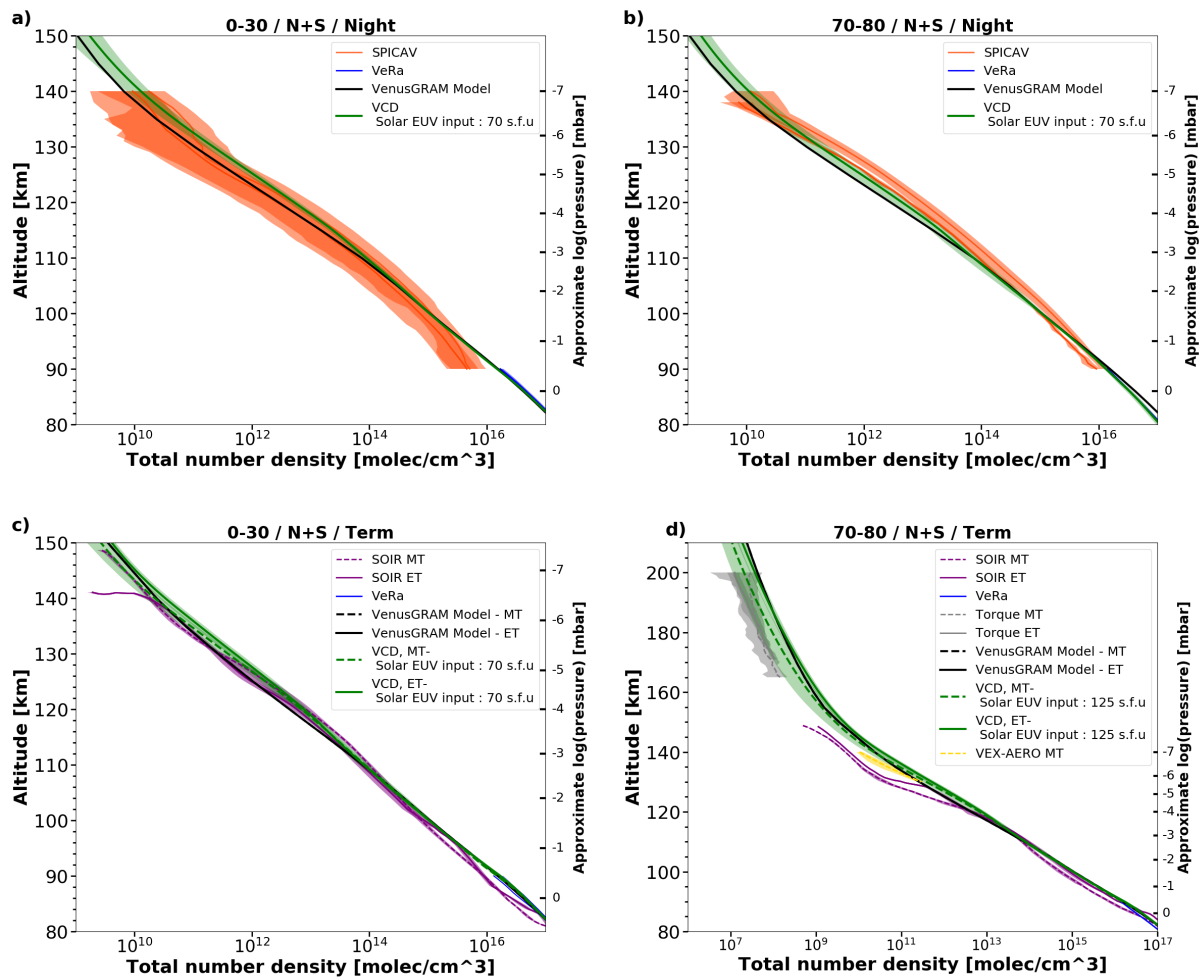 a)
0-30 / N+S / Night
150
140
130
120
110
100
90
80
Altitude [km]
SPICAV
VeRa
VenusGRAM Model
VCD
Solar EUV input : 70 s.f.u
-7
-6
-5
-4
-3
-2
-1
0
Approximate log(pressure) [mbar]
10^10 10^12 10^14 10^16
Total number density [molec/cm^3]
b)
70-80 / N+S / Night
150
140
130
120
110
100
90
80
Altitude [km]
SPICAV
VeRa
VenusGRAM Model
VCD
Solar EUV input : 70 s.f.u
-7
-6
-5
-4
-3
-2
-1
0
Approximate log(pressure) [mbar]
10^10 10^12 10^14 10^16
Total number density [molec/cm^3]
c)
0-30 / N+S / Term
150
140
130
120
110
100
90
80
Altitude [km]
SOIR MT
SOIR ET
VeRa
VenusGRAM Model - MT
VenusGRAM Model - ET
VCD, MT-
Solar EUV input : 70 s.f.u
VCD, ET-
Solar EUV input : 70 s.f.u
-7
-6
-5
-4
-3
-2
-1
0
Approximate log(pressure) [mbar]
10^10 10^12 10^14 10^16
Total number density [molec/cm^3]
d)
70-80 / N+S / Term
200
180
160
140
120
100
80
Altitude [km]
SOIR MT
SOIR ET
VeRa
Torque MT
Torque ET
VenusGRAM Model - MT
VenusGRAM Model - ET
VCD, MT-
Solar EUV input : 125 s.f.u
VCD, ET-
Solar EUV input : 125 s.f.u
VEX-AERO MT
-7
-6
-5
-4
-3
-2
-1
0
Approximate log(pressure) [mbar]
10^7 10^9 10^11 10^13 10^15 10^17
Total number density [molec/cm^3]